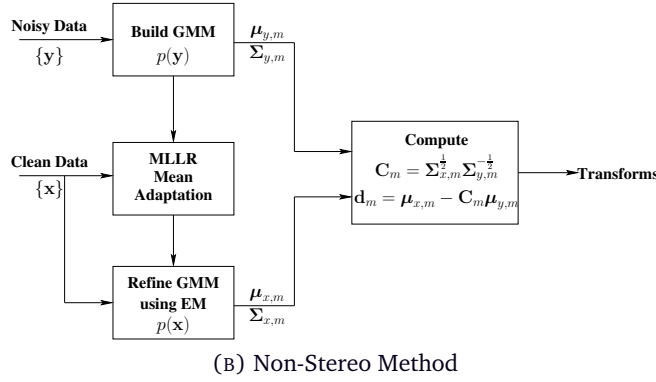 Noisy Data
{y}
Build GMM
p(y)
μ_{y,m}
Σ_{y,m}
Clean Data
{x}
MLLR
Mean
Adaptation
Compute
C_m = Σ_{x,m}^{1/2} Σ_{y,m}^{-1/2}
d_m = μ_{x,m} − C_m μ_{y,m}
Transforms
Refine GMM
using EM
p(x)
μ_{x,m}
Σ_{x,m}
(B) Non-Stereo Method